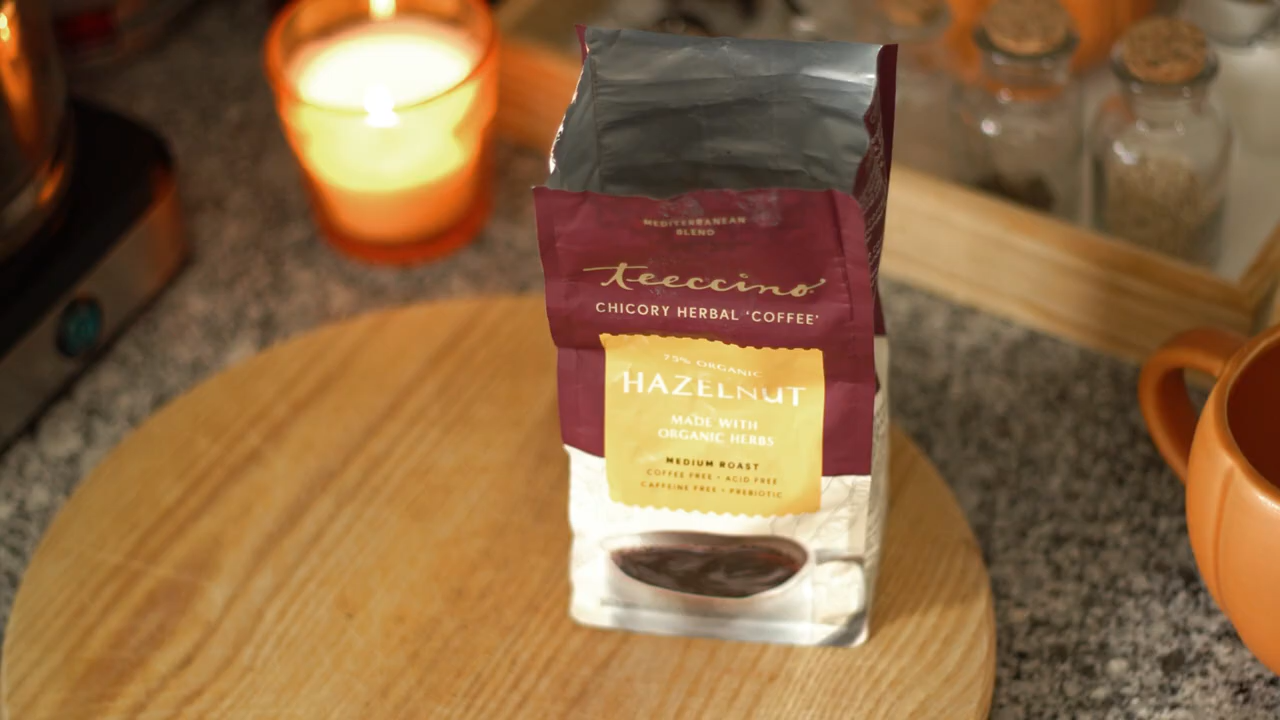 MEDITERRANEAN
BLEND
teeccino
CHICORY HERBAL ‘COFFEE’
75% ORGANIC
HAZELNUT
MADE WITH
ORGANIC HERBS
MEDIUM ROAST
COFFEE FREE • ACID FREE
CAFFEINE FREE • PREBIOTIC